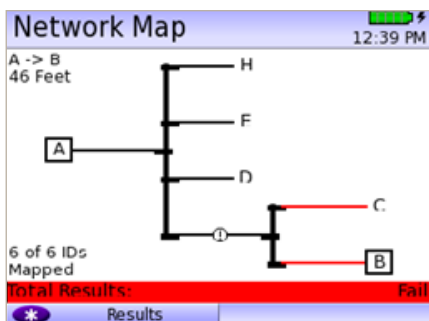 Network Map
12:39 PM
A -> B
46 Feet
H
F
A
D
C
!
B
6 of 6 IDs
Mapped
Total Results: Fail
* Results